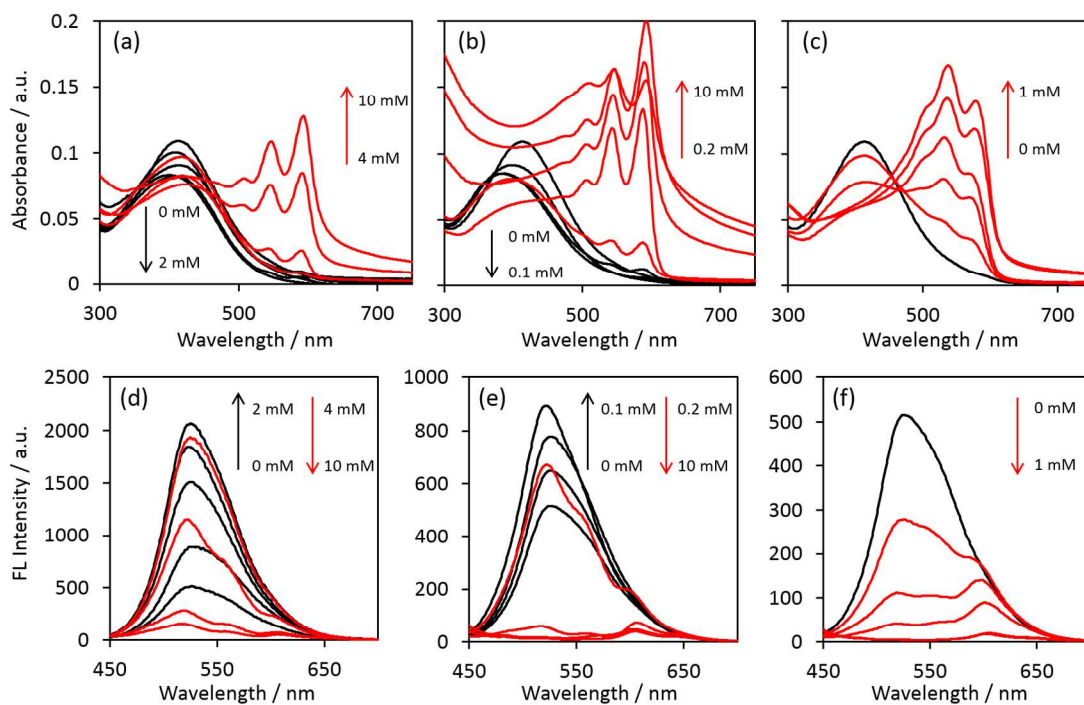 0.2
0.15
0.1
0.05
0
Absorbance / a.u.
(a)
10 mM
4 mM
0 mM
2 mM
300
500
700
Wavelength / nm
(b)
10 mM
0.2 mM
0 mM
0.1 mM
300
500
700
Wavelength / nm
(c)
1 mM
0 mM
300
500
700
Wavelength / nm
2500
2000
1500
1000
500
0
FL Intensity / a.u.
(d)
2 mM
4 mM
0 mM
10 mM
450
550
650
Wavelength / nm
1000
800
600
400
200
0
(e)
0.1 mM
0.2 mM
0 mM
10 mM
450
550
650
Wavelength / nm
600
500
400
300
200
100
0
(f)
0 mM
1 mM
450
550
650
Wavelength / nm